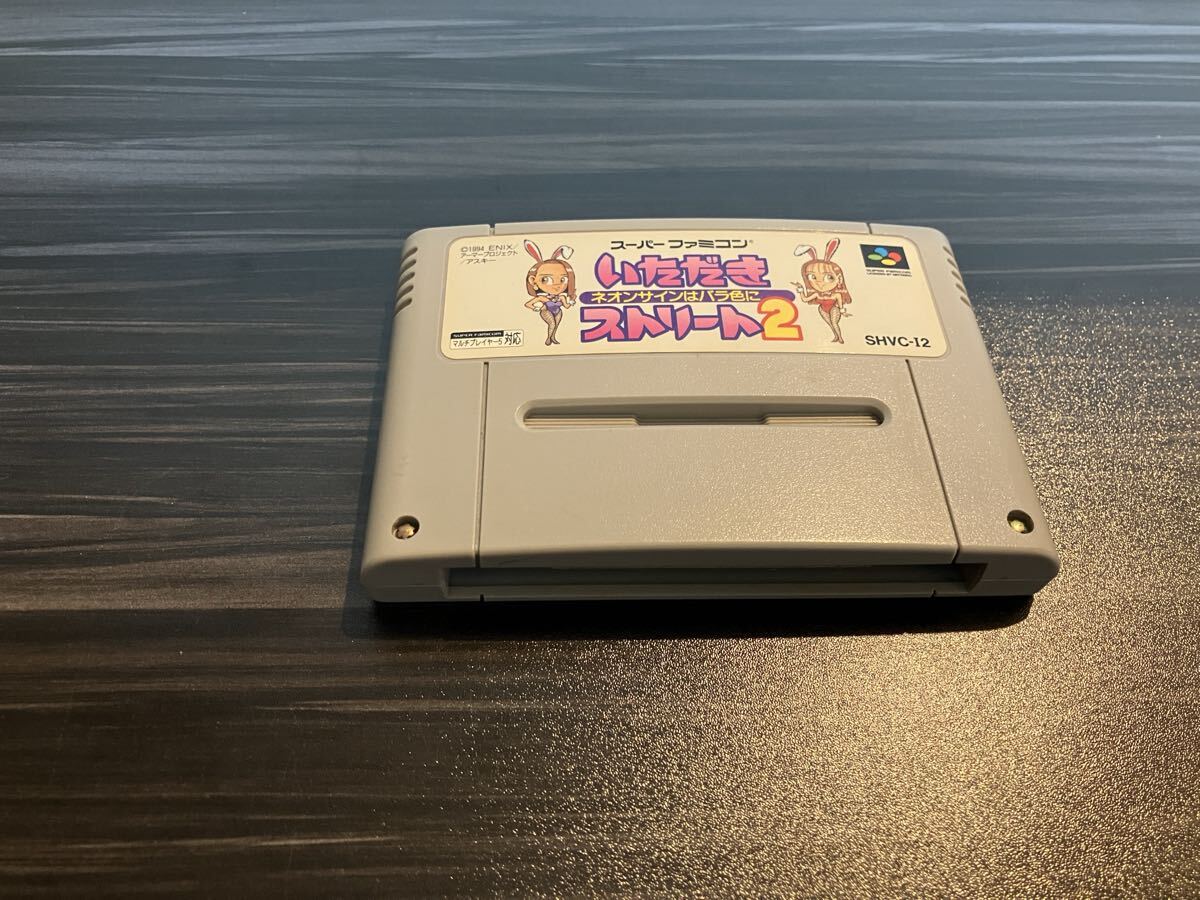 スーパーファミコン®
©1994 ENIX/
アーマープロジェクト
/アスキー
いただき
ネオンサインはバラ色に
ストリート2
SUPER FAMICOM
マルチプレイヤー5 対応
SUPER FAMICOM
SHVC-I2